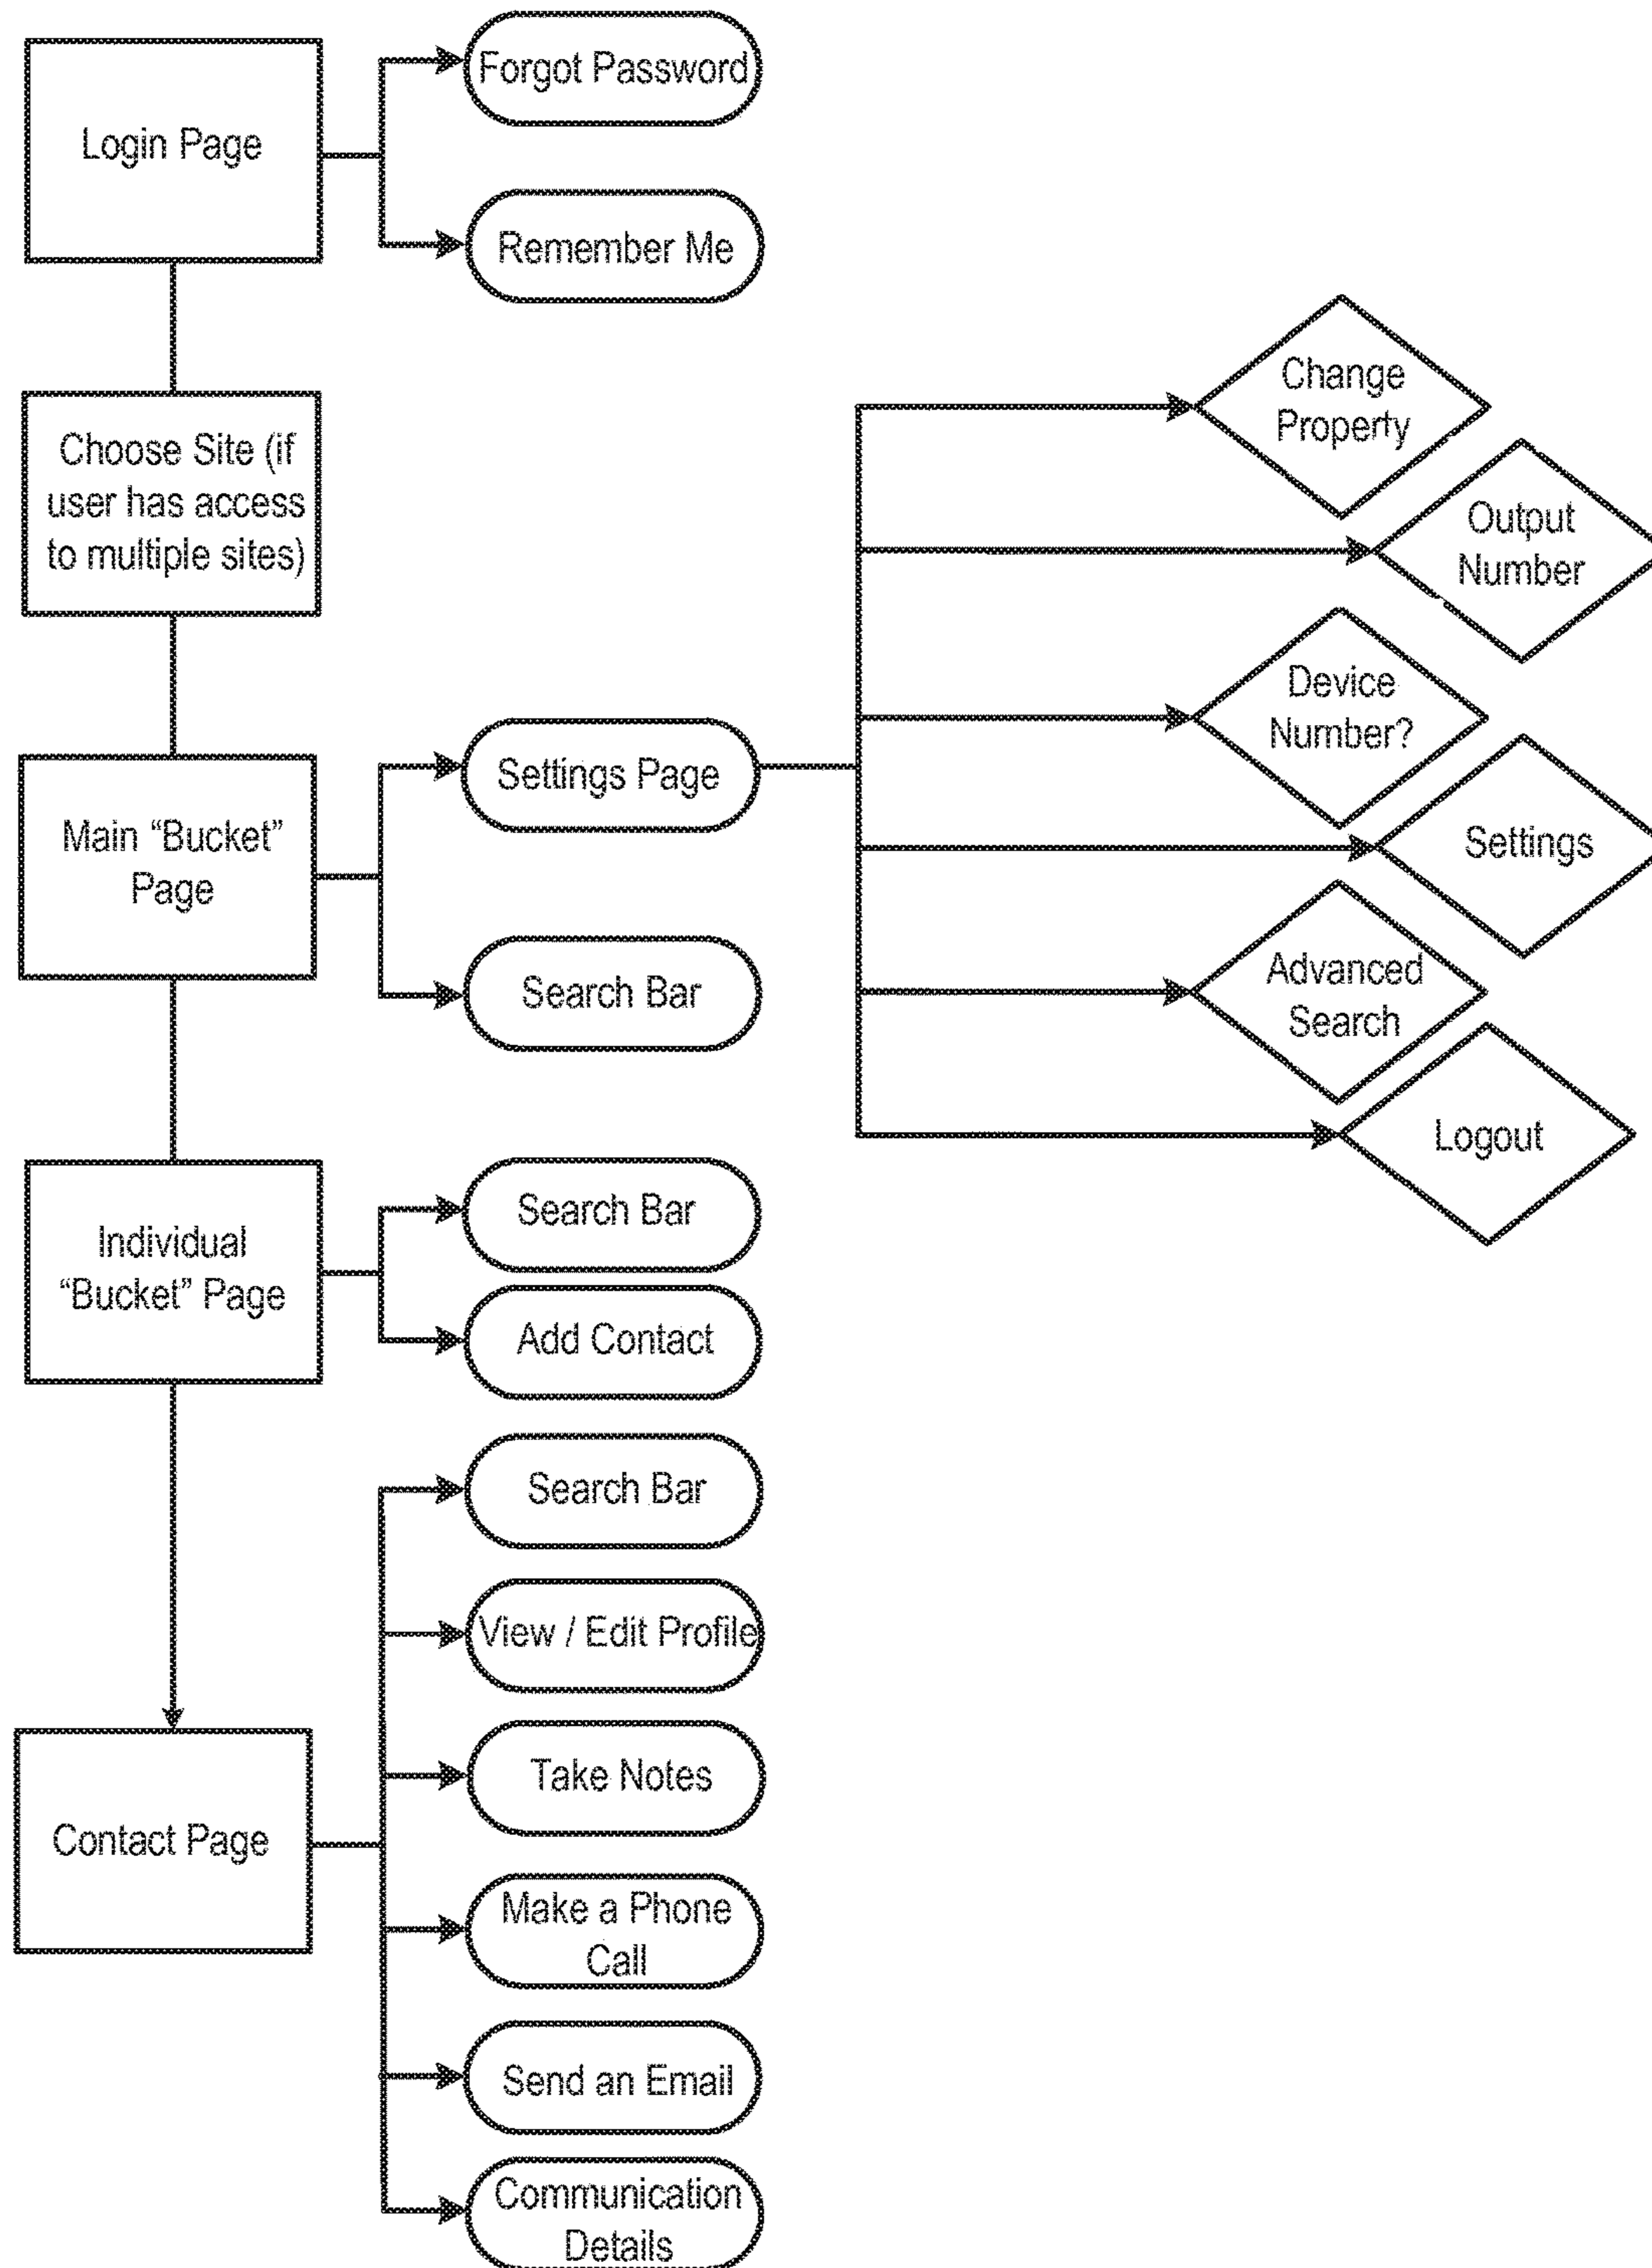 Login Page
Forgot Password
Remember Me
Choose Site (if
user has access
to multiple sites)
Main “Bucket”
Page
Settings Page
Search Bar
Change
Property
Output
Number
Device
Number?
Settings
Advanced
Search
Logout
Individual
“Bucket” Page
Search Bar
Add Contact
Contact Page
Search Bar
View / Edit Profile
Take Notes
Make a Phone
Call
Send an Email
Communication
Details